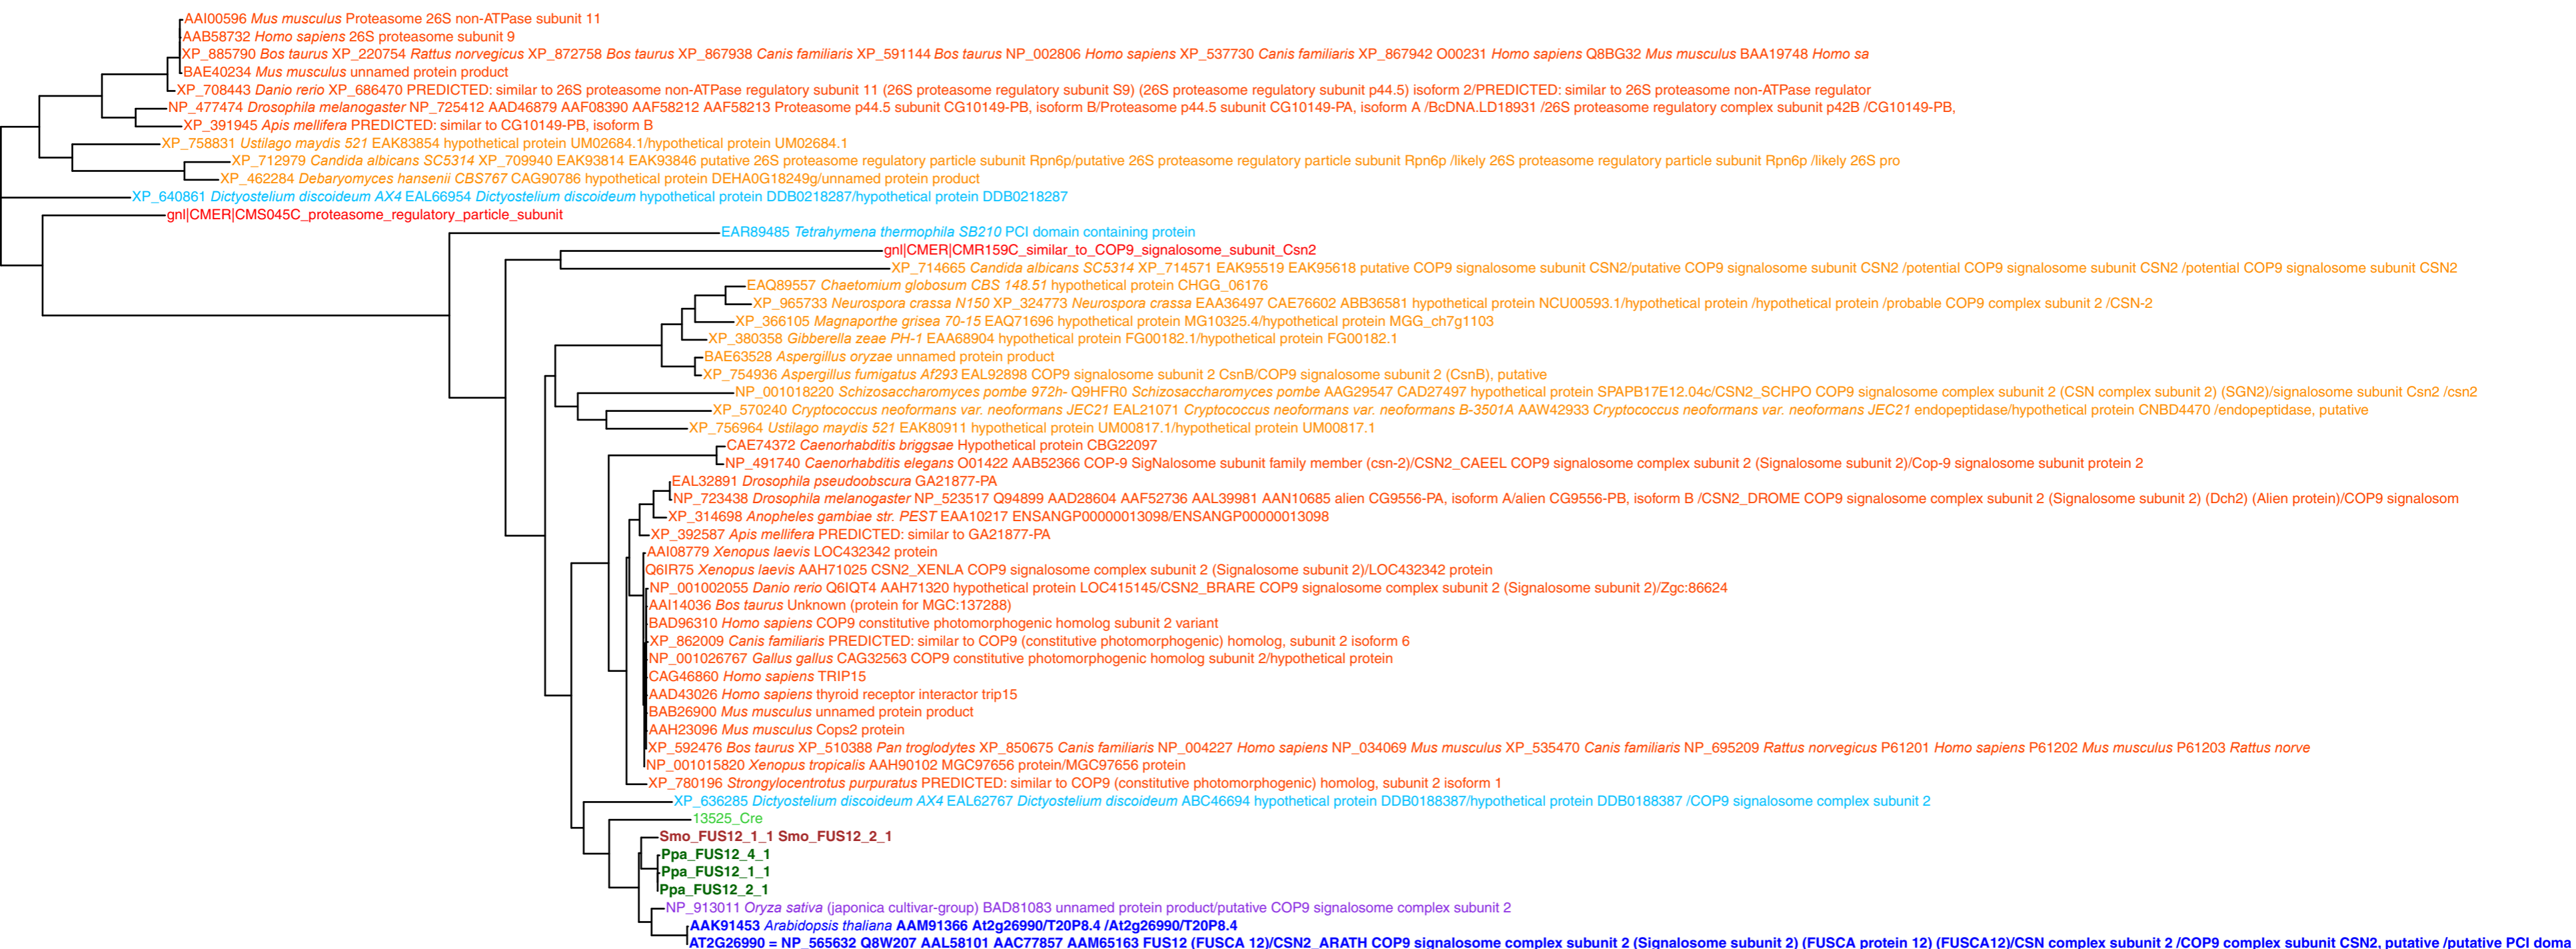 AAI00596 Mus musculus Proteasome 26S non-ATPase subunit 11
AAB58732 Homo sapiens 26S proteasome subunit 9
XP_885790 Bos taurus XP_220754 Rattus norvegicus XP_872758 Bos taurus XP_867938 Canis familiaris XP_591144 Bos taurus NP_002806 Homo sapiens XP_537730 Canis familiaris XP_867942 O00231 Homo sapiens Q8BG32 Mus musculus BAA19748 Homo sa
BAE40234 Mus musculus unnamed protein product
XP_708443 Danio rerio XP_686470 PREDICTED: similar to 26S proteasome non-ATPase regulatory subunit 11 (26S proteasome regulatory subunit S9) (26S proteasome regulatory subunit p44.5) isoform 2/PREDICTED: similar to 26S proteasome non-ATPase regulator
NP_477474 Drosophila melanogaster NP_725412 AAD46879 AAF08390 AAF58212 AAF58213 Proteasome p44.5 subunit CG10149-PB, isoform B/Proteasome p44.5 subunit CG10149-PA, isoform A /BcDNA.LD18931 /26S proteasome regulatory complex subunit p42B /CG10149-PB,
XP_391945 Apis mellifera PREDICTED: similar to CG10149-PB, isoform B
XP_758831 Ustilago maydis 521 EAK83854 hypothetical protein UM02684.1/hypothetical protein UM02684.1
XP_712979 Candida albicans SC5314 XP_709940 EAK93814 EAK93846 putative 26S proteasome regulatory particle subunit Rpn6p/putative 26S proteasome regulatory particle subunit Rpn6p /likely 26S proteasome regulatory particle subunit Rpn6p /likely 26S pro
XP_462284 Debaryomyces hansenii CBS767 CAG90786 hypothetical protein DEHA0G18249g/unnamed protein product
XP_640861 Dictyostelium discoideum AX4 EAL66954 Dictyostelium discoideum hypothetical protein DDB0218287/hypothetical protein DDB0218287
gnl|CMER|CMS045C_proteasome_regulatory_particle_subunit
EAR89485 Tetrahymena thermophila SB210 PCI domain containing protein
gnl|CMER|CMR159C_similar_to_COP9_signalosome_subunit_Csn2
XP_714665 Candida albicans SC5314 XP_714571 EAK95519 EAK95618 putative COP9 signalosome subunit CSN2/putative COP9 signalosome subunit CSN2 /potential COP9 signalosome subunit CSN2 /potential COP9 signalosome subunit CSN2
EAQ89557 Chaetomium globosum CBS 148.51 hypothetical protein CHGG_06176
XP_965733 Neurospora crassa N150 XP_324773 Neurospora crassa EAA36497 CAE76602 ABB36581 hypothetical protein NCU00593.1/hypothetical protein /hypothetical protein /probable COP9 complex subunit 2 /CSN-2
XP_366105 Magnaporthe grisea 70-15 EAQ71696 hypothetical protein MG10325.4/hypothetical protein MGG_ch7g1103
XP_380358 Gibberella zeae PH-1 EAA68904 hypothetical protein FG00182.1/hypothetical protein FG00182.1
BAE63528 Aspergillus oryzae unnamed protein product
XP_754936 Aspergillus fumigatus Af293 EAL92898 COP9 signalosome subunit 2 CsnB/COP9 signalosome subunit 2 (CsnB), putative
NP_001018220 Schizosaccharomyces pombe 972h- Q9HFR0 Schizosaccharomyces pombe AAG29547 CAD27497 hypothetical protein SPAPB17E12.04c/CSN2_SCHPO COP9 signalosome complex subunit 2 (CSN complex subunit 2) (SGN2)/signalosome subunit Csn2 /csn2
XP_570240 Cryptococcus neoformans var. neoformans JEC21 EAL21071 Cryptococcus neoformans var. neoformans B-3501A AAW42933 Cryptococcus neoformans var. neoformans JEC21 endopeptidase/hypothetical protein CNBD4470 /endopeptidase, putative
XP_756964 Ustilago maydis 521 EAK80911 hypothetical protein UM00817.1/hypothetical protein UM00817.1
CAE74372 Caenorhabditis briggsae Hypothetical protein CBG22097
NP_491740 Caenorhabditis elegans O01422 AAB52366 COP-9 SigNalosome subunit family member (csn-2)/CSN2_CAEEL COP9 signalosome complex subunit 2 (Signalosome subunit 2)/Cop-9 signalosome subunit protein 2
EAL32891 Drosophila pseudoobscura GA21877-PA
NP_723438 Drosophila melanogaster NP_523517 Q94899 AAD28604 AAF52736 AAL39981 AAN10685 alien CG9556-PA, isoform A/alien CG9556-PB, isoform B /CSN2_DROME COP9 signalosome complex subunit 2 (Signalosome subunit 2) (Dch2) (Alien protein)/COP9 signalosom
XP_314698 Anopheles gambiae str. PEST EAA10217 ENSANGP00000013098/ENSANGP00000013098
XP_392587 Apis mellifera PREDICTED: similar to GA21877-PA
AAI08779 Xenopus laevis LOC432342 protein
Q6IR75 Xenopus laevis AAH71025 CSN2_XENLA COP9 signalosome complex subunit 2 (Signalosome subunit 2)/LOC432342 protein
NP_001002055 Danio rerio Q6IQT4 AAH71320 hypothetical protein LOC415145/CSN2_BRARE COP9 signalosome complex subunit 2 (Signalosome subunit 2)/Zgc:86624
AAI14036 Bos taurus Unknown (protein for MGC:137288)
BAD96310 Homo sapiens COP9 constitutive photomorphogenic homolog subunit 2 variant
XP_862009 Canis familiaris PREDICTED: similar to COP9 (constitutive photomorphogenic) homolog, subunit 2 isoform 6
NP_001026767 Gallus gallus CAG32563 COP9 constitutive photomorphogenic homolog subunit 2/hypothetical protein
CAG46860 Homo sapiens TRIP15
AAD43026 Homo sapiens thyroid receptor interactor trip15
BAB26900 Mus musculus unnamed protein product
AAH23096 Mus musculus Cops2 protein
XP_592476 Bos taurus XP_510388 Pan troglodytes XP_850675 Canis familiaris NP_004227 Homo sapiens NP_034069 Mus musculus XP_535470 Canis familiaris NP_695209 Rattus norvegicus P61201 Homo sapiens P61202 Mus musculus P61203 Rattus norve
NP_001015820 Xenopus tropicalis AAH90102 MGC97656 protein/MGC97656 protein
XP_780196 Strongylocentrotus purpuratus PREDICTED: similar to COP9 (constitutive photomorphogenic) homolog, subunit 2 isoform 1
XP_636285 Dictyostelium discoideum AX4 EAL62767 Dictyostelium discoideum ABC46694 hypothetical protein DDB0188387/hypothetical protein DDB0188387 /COP9 signalosome complex subunit 2
13525_Cre
Smo_FUS12_1_1 Smo_FUS12_2_1
Ppa_FUS12_4_1
Ppa_FUS12_1_1
Ppa_FUS12_2_1
NP_913011 Oryza sativa (japonica cultivar-group) BAD81083 unnamed protein product/putative COP9 signalosome complex subunit 2
AAK91453 Arabidopsis thaliana AAM91366 At2g26990/T20P8.4 /At2g26990/T20P8.4
AT2G26990 = NP_565632 Q8W207 AAL58101 AAC77857 AAM65163 FUS12 (FUSCA 12)/CSN2_ARATH COP9 signalosome complex subunit 2 (Signalosome subunit 2) (FUSCA protein 12) (FUSCA12)/CSN complex subunit 2 /COP9 complex subunit CSN2, putative /putative PCI doma